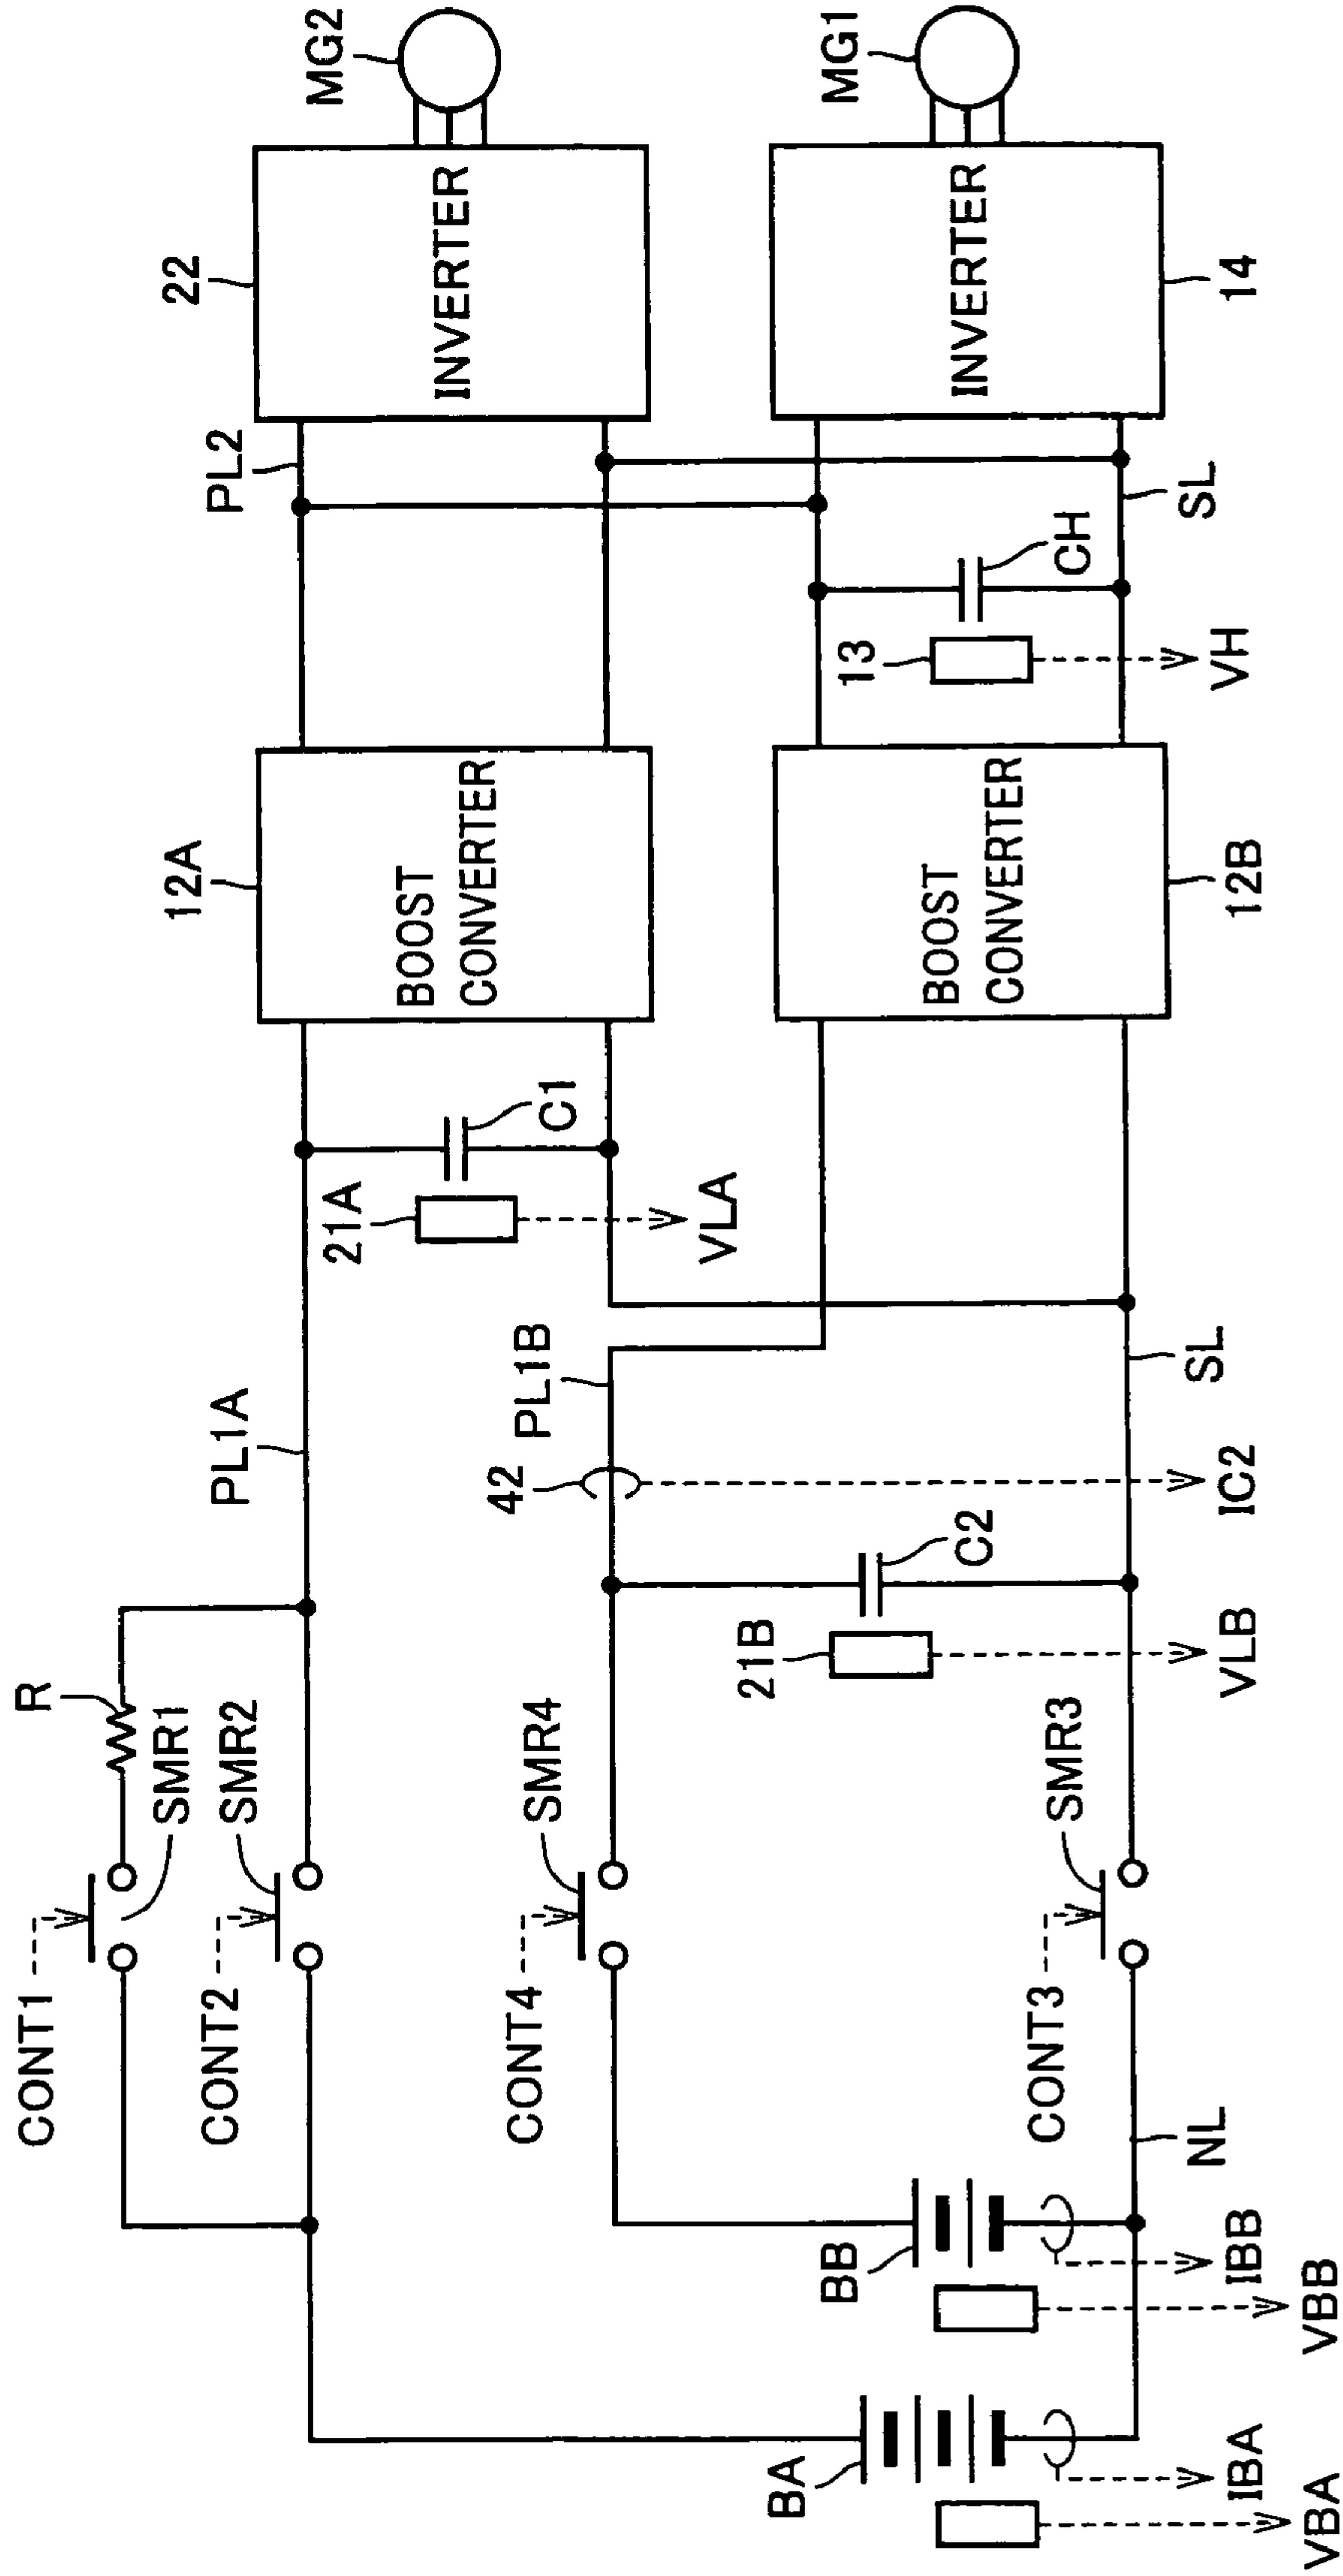 CONT1
SMR1
R
CONT2
SMR2
PL1A
12A
BOOST
CONVERTER
PL2
22
INVERTER
MG2
21A
C1
VLA
CONT4
SMR4
42
PL1B
BA
BB
21B
C2
BOOST
CONVERTER
12B
13
CH
INVERTER
14
MG1
CONT3
SMR3
NL
SL
SL
IBA
VBA
IBB
VBB
VLB
IC2
VH